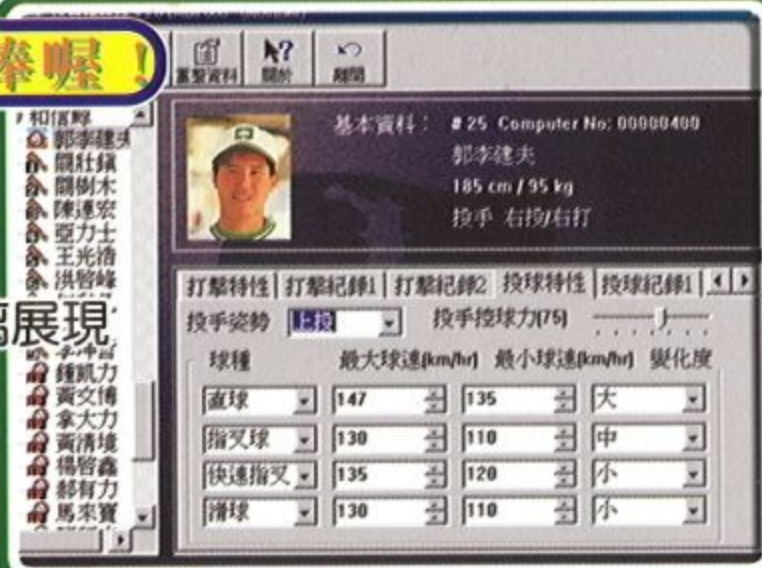 棒喔！
重整資料 關於 離開
和信鯨
郭李建夫
關壯鎮
關樹木
陳連宏
亞力士
王光浩
洪啓峰
離展現
鍾凱力
黃文博
拿大力
黃清境
楊啓鑫
郝有力
馬來寶
基本資料： #25 Computer No: 00000400
郭李建夫
185 cm / 95 kg
投手 右投/右打
打擊特性 打擊紀錄1 打擊紀錄2 投球特性 投球紀錄1
投手姿勢 上投 投手控球力(75)
球種 最大球速(km/hr) 最小球速(km/hr) 變化度
直球 147 135 大
指叉球 130 110 中
快速指叉 135 120 小
滑球 130 110 小